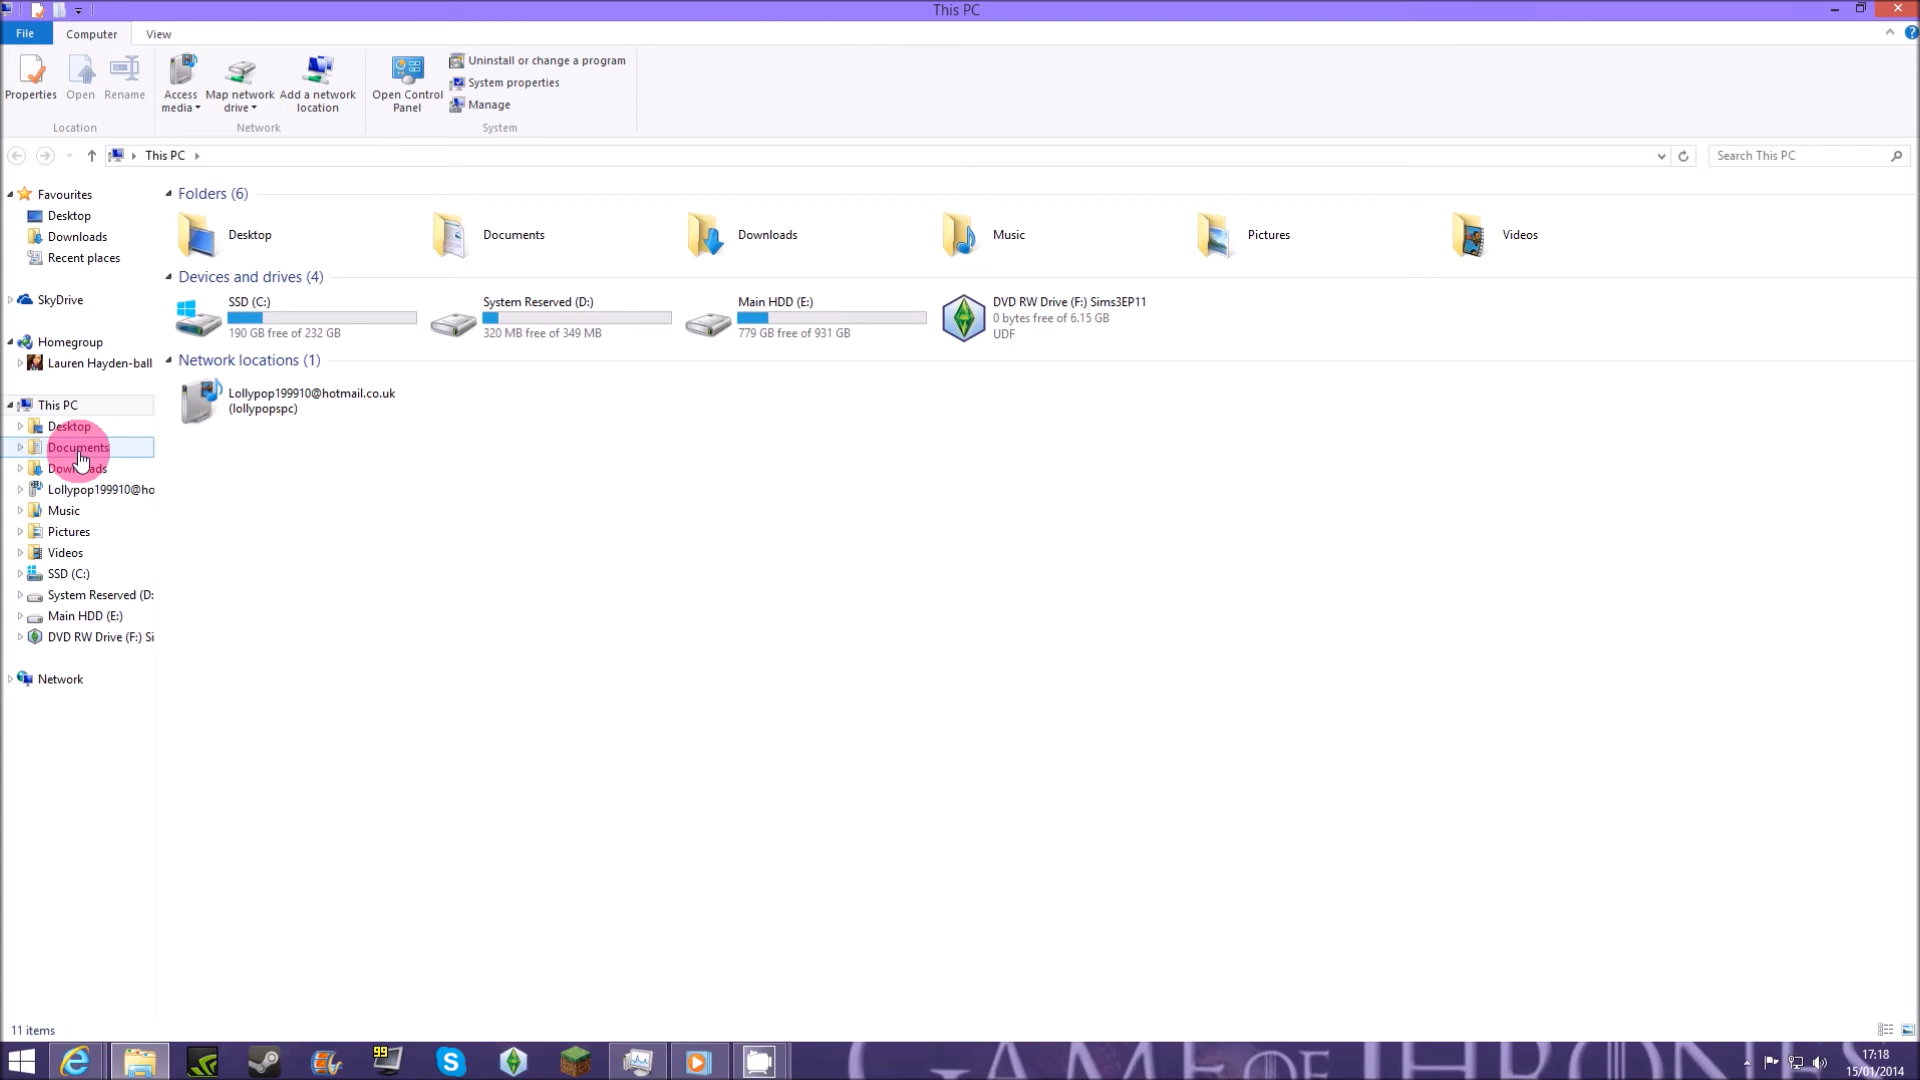 This PC
File
Computer
View
Properties
Open
Rename
Access media
Map network drive
Add a network location
Open Control Panel
Uninstall or change a program
System properties
Manage
Location
Network
System
This PC
Search This PC
Favourites
Desktop
Downloads
Recent places
SkyDrive
Homegroup
Lauren Hayden-ball
This PC
Desktop
Documents
Downloads
Lollypop199910@ho
Music
Pictures
Videos
SSD (C:)
System Reserved (D:
Main HDD (E:)
DVD RW Drive (F:) Si
Network
Folders (6)
Desktop
Documents
Downloads
Music
Pictures
Videos
Devices and drives (4)
SSD (C:)
190 GB free of 232 GB
System Reserved (D:)
320 MB free of 349 MB
Main HDD (E:)
779 GB free of 931 GB
DVD RW Drive (F:) Sims3EP11
0 bytes free of 6.15 GB
UDF
Network locations (1)
Lollypop199910@hotmail.co.uk
(lollypopspc)
11 items
99
GAME OF THRONES
17:18
15/01/2014